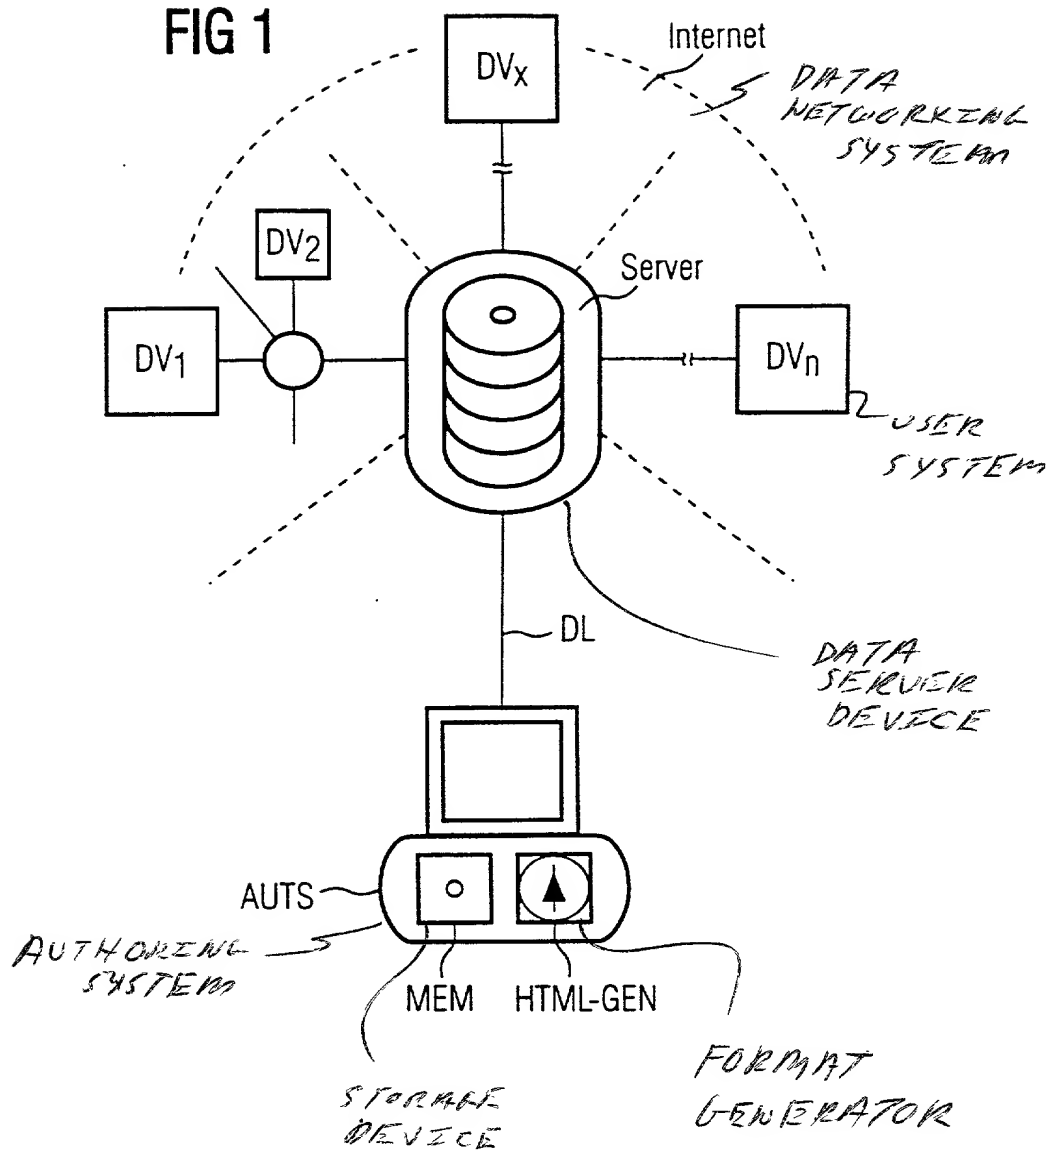 FIG 1
DVx
Internet
DATA
NETWORKING
SYSTEM
DV2
Server
DV1
DVn
USER
SYSTEM
DL
DATA
SERVER
DEVICE
AUTS
AUTHORING
SYSTEM
MEM
HTML-GEN
STORAGE
DEVICE
FORMAT
GENERATOR